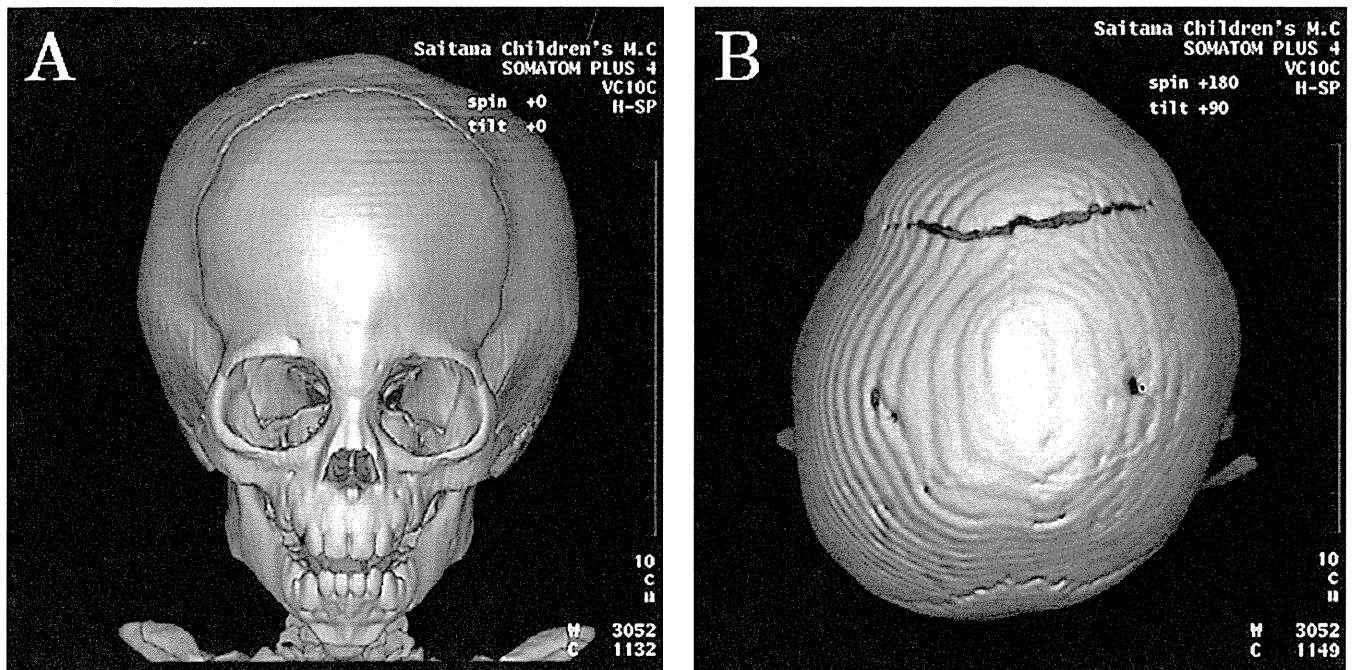 A
Saitama Children's M.C
SOMATOM PLUS 4
VC10C
H-SP
spin +0
tilt +0
10
C
W 3052
C 1132
B
Saitama Children's M.C
SOMATOM PLUS 4
VC10C
H-SP
spin +180
tilt +90
10
C
W 3052
C 1149